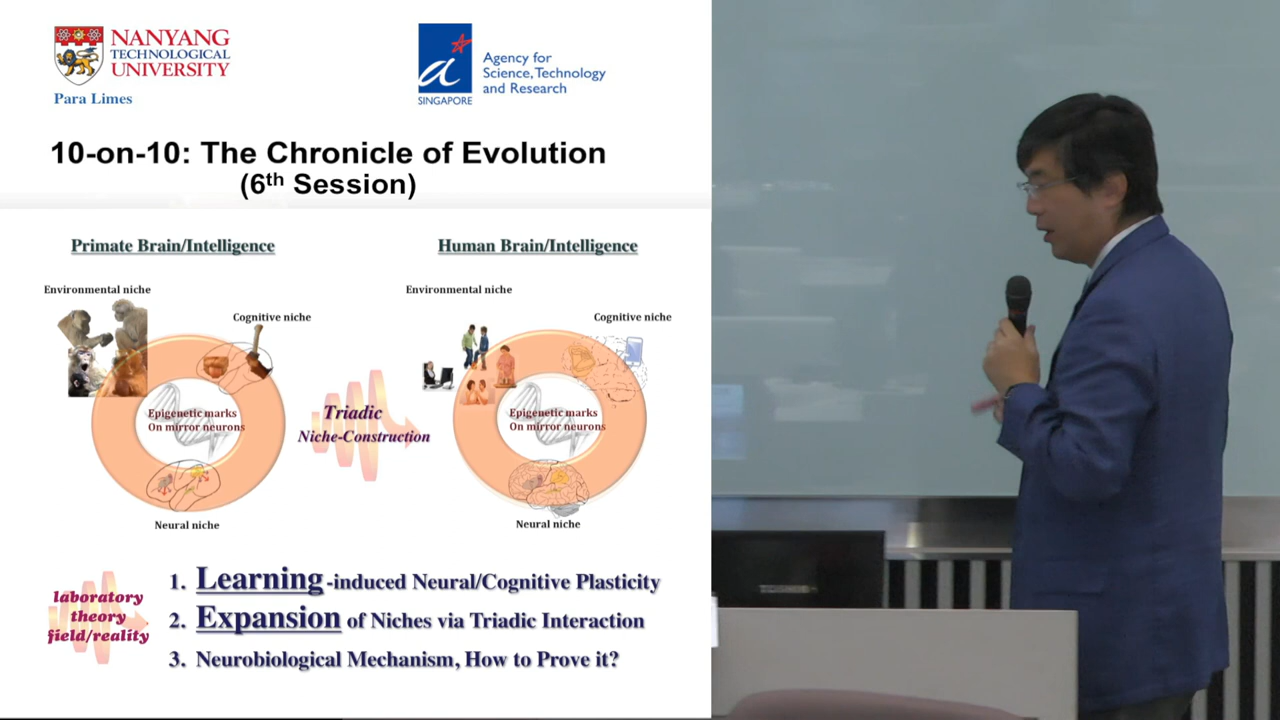 NANYANG
TECHNOLOGICAL
UNIVERSITY
Para Limes
a
SINGAPORE
Agency for
Science, Technology
and Research
10-on-10: The Chronicle of Evolution
(6th Session)
Primate Brain/Intelligence
Human Brain/Intelligence
Environmental niche
Cognitive niche
Epigenetic marks
On mirror neurons
Neural niche
Triadic
Niche-Construction
Environmental niche
Cognitive niche
Epigenetic marks
On mirror neurons
Neural niche
laboratory
theory
field/reality
1. Learning-induced Neural/Cognitive Plasticity
2. Expansion of Niches via Triadic Interaction
3. Neurobiological Mechanism, How to Prove it?
TOSHIBA